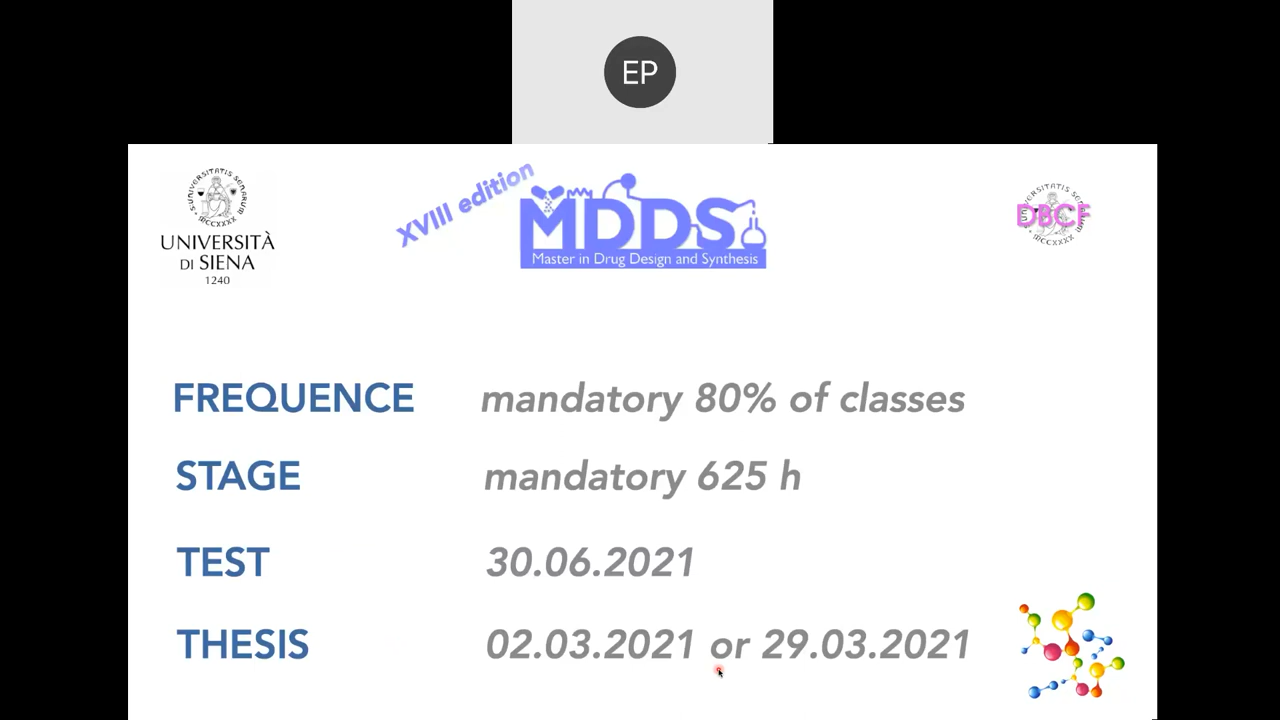 EP
XVIII edition
MDDS
Master in Drug Design and Synthesis
UNIVERSITÀ
DI SIENA
1240
DBCF
FREQUENCE mandatory 80% of classes
STAGE mandatory 625 h
TEST 30.06.2021
THESIS 02.03.2021 or 29.03.2021